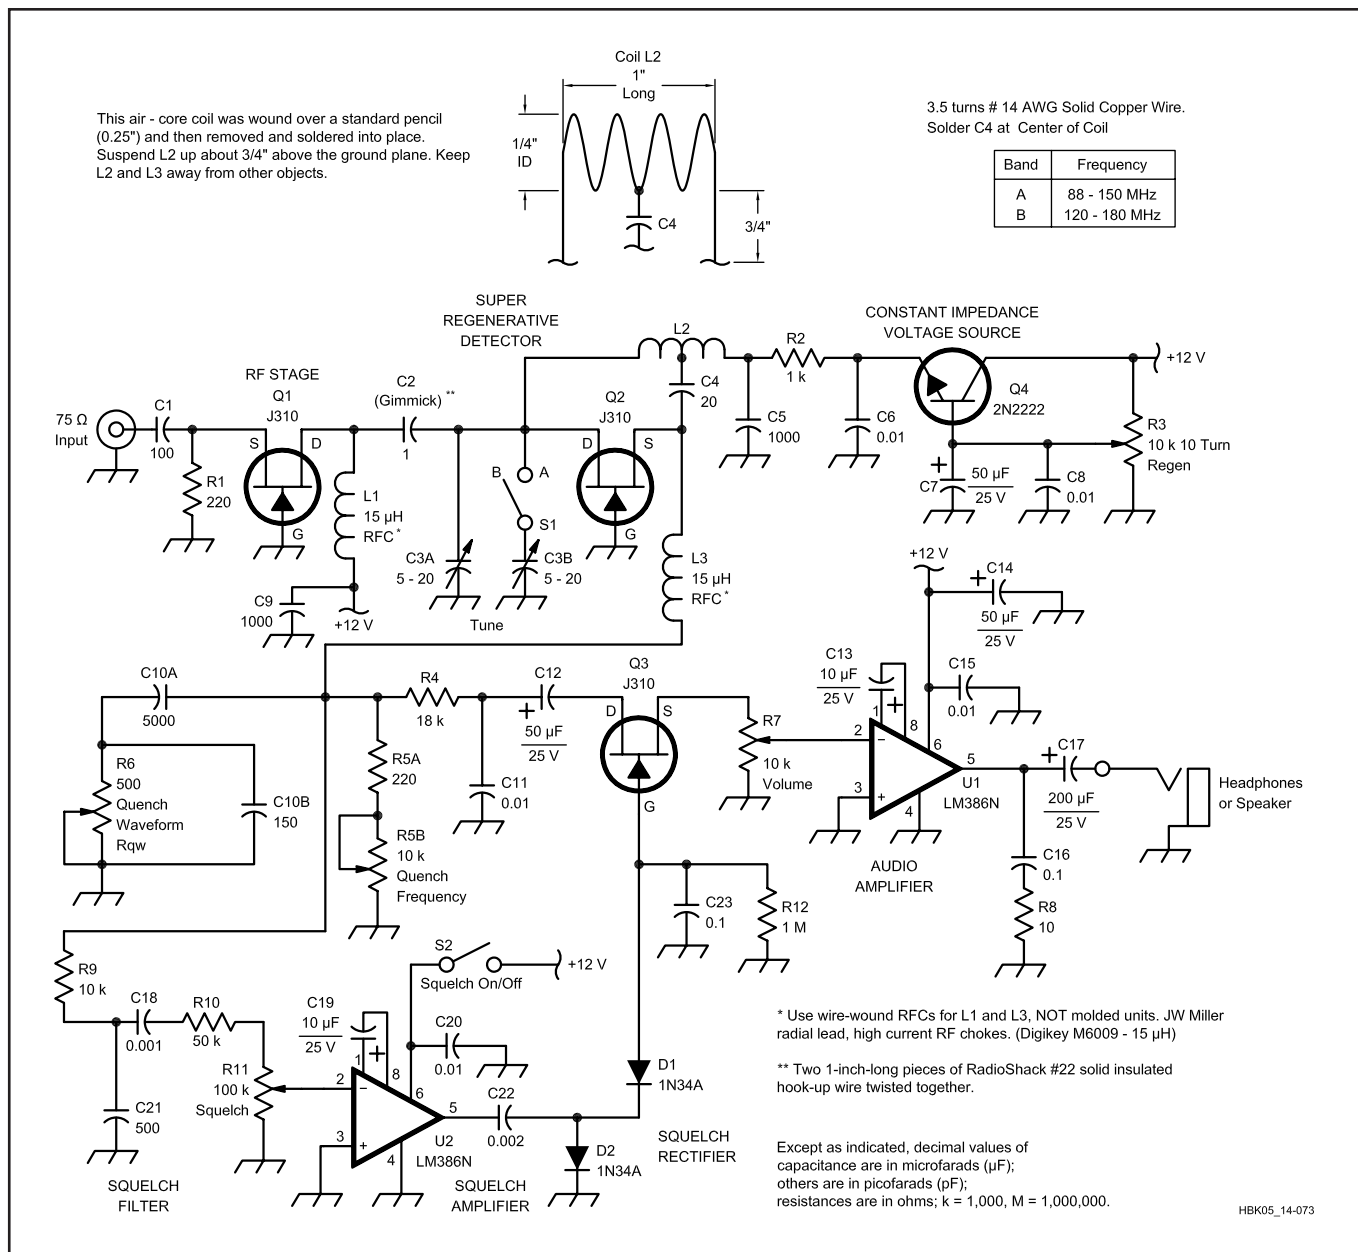 Coil L2
1"
Long
This air - core coil was wound over a standard pencil
(0.25") and then removed and soldered into place.
Suspend L2 up about 3/4" above the ground plane. Keep
L2 and L3 away from other objects.
1/4"
ID
C4
3/4"
3.5 turns # 14 AWG Solid Copper Wire.
Solder C4 at Center of Coil
Band Frequency
A 88 - 150 MHz
B 120 - 180 MHz
SUPER
REGENERATIVE
DETECTOR
CONSTANT IMPEDANCE
VOLTAGE SOURCE
RF STAGE
75 Ω
Input
C1
100
R1
220
Q1
J310
S
D
G
L1
15 µH
RFC *
C9
1000
+12 V
C2
(Gimmick) **
1
C3A
5 - 20
B
A
S1
C3B
5 - 20
Tune
Q2
J310
D
S
G
L2
C4
20
L3
15 µH
RFC *
R2
1 k
C5
1000
C6
0.01
Q4
2N2222
+12 V
R3
10 k 10 Turn
Regen
+
C7
50 µF
25 V
C8
0.01
C10A
5000
R6
500
Quench
Waveform
Rqw
C10B
150
R4
18 k
R5A
220
R5B
10 k
Quench
Frequency
C11
0.01
C12
+
50 µF
25 V
Q3
J310
D
S
G
R7
10 k
Volume
C13
10 µF
25 V
+
1
8
2
−
3
+
6
5
4
U1
LM386N
AUDIO
AMPLIFIER
+12 V
+
C14
50 µF
25 V
C15
0.01
+
C17
200 µF
25 V
Headphones
or Speaker
C16
0.1
R8
10
C23
0.1
R12
1 M
R9
10 k
C18
0.001
R10
50 k
R11
100 k
Squelch
C21
500
SQUELCH
FILTER
S2
Squelch On/Off
+12 V
C19
10 µF
25 V
+
1
8
2
−
3
+
6
5
4
U2
LM386N
C20
0.01
C22
0.002
SQUELCH
AMPLIFIER
D1
1N34A
D2
1N34A
SQUELCH
RECTIFIER
* Use wire-wound RFCs for L1 and L3, NOT molded units. JW Miller
radial lead, high current RF chokes. (Digikey M6009 - 15 µH)
** Two 1-inch-long pieces of RadioShack #22 solid insulated
hook-up wire twisted together.
Except as indicated, decimal values of
capacitance are in microfarads (µF);
others are in picofarads (pF);
resistances are in ohms; k = 1,000, M = 1,000,000.
HBK05_14-073